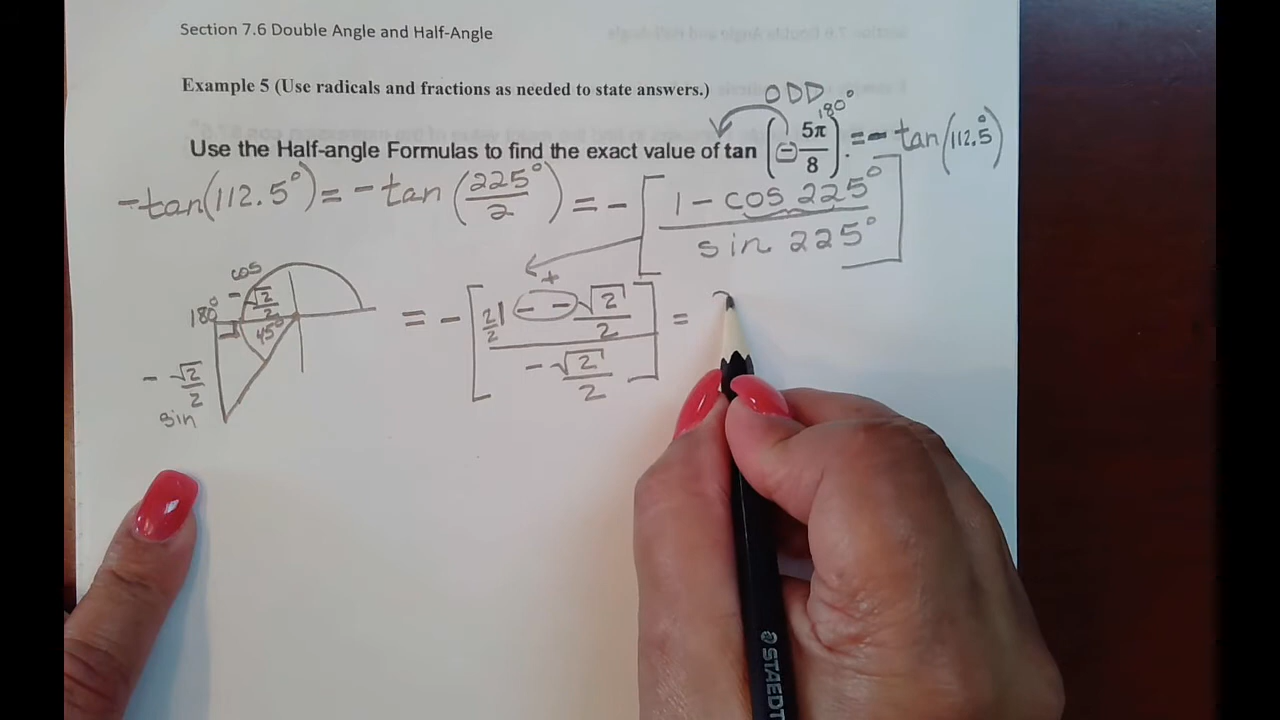 Section 7.6 Double Angle and Half-Angle
Example 5 (Use radicals and fractions as needed to state answers.)
ODD
180°
Use the Half-angle Formulas to find the exact value of tan (− 5π/8). = − tan(112.5°)
−tan(112.5°) = − tan (225°/2) = − [(1 − cos 225°)/(sin 225°)]
cos
− √2/2
180°
45°
− √2/2
sin
+
= − [(2/2 1 − − √2/2)/(− √2/2)] =
STAEDT